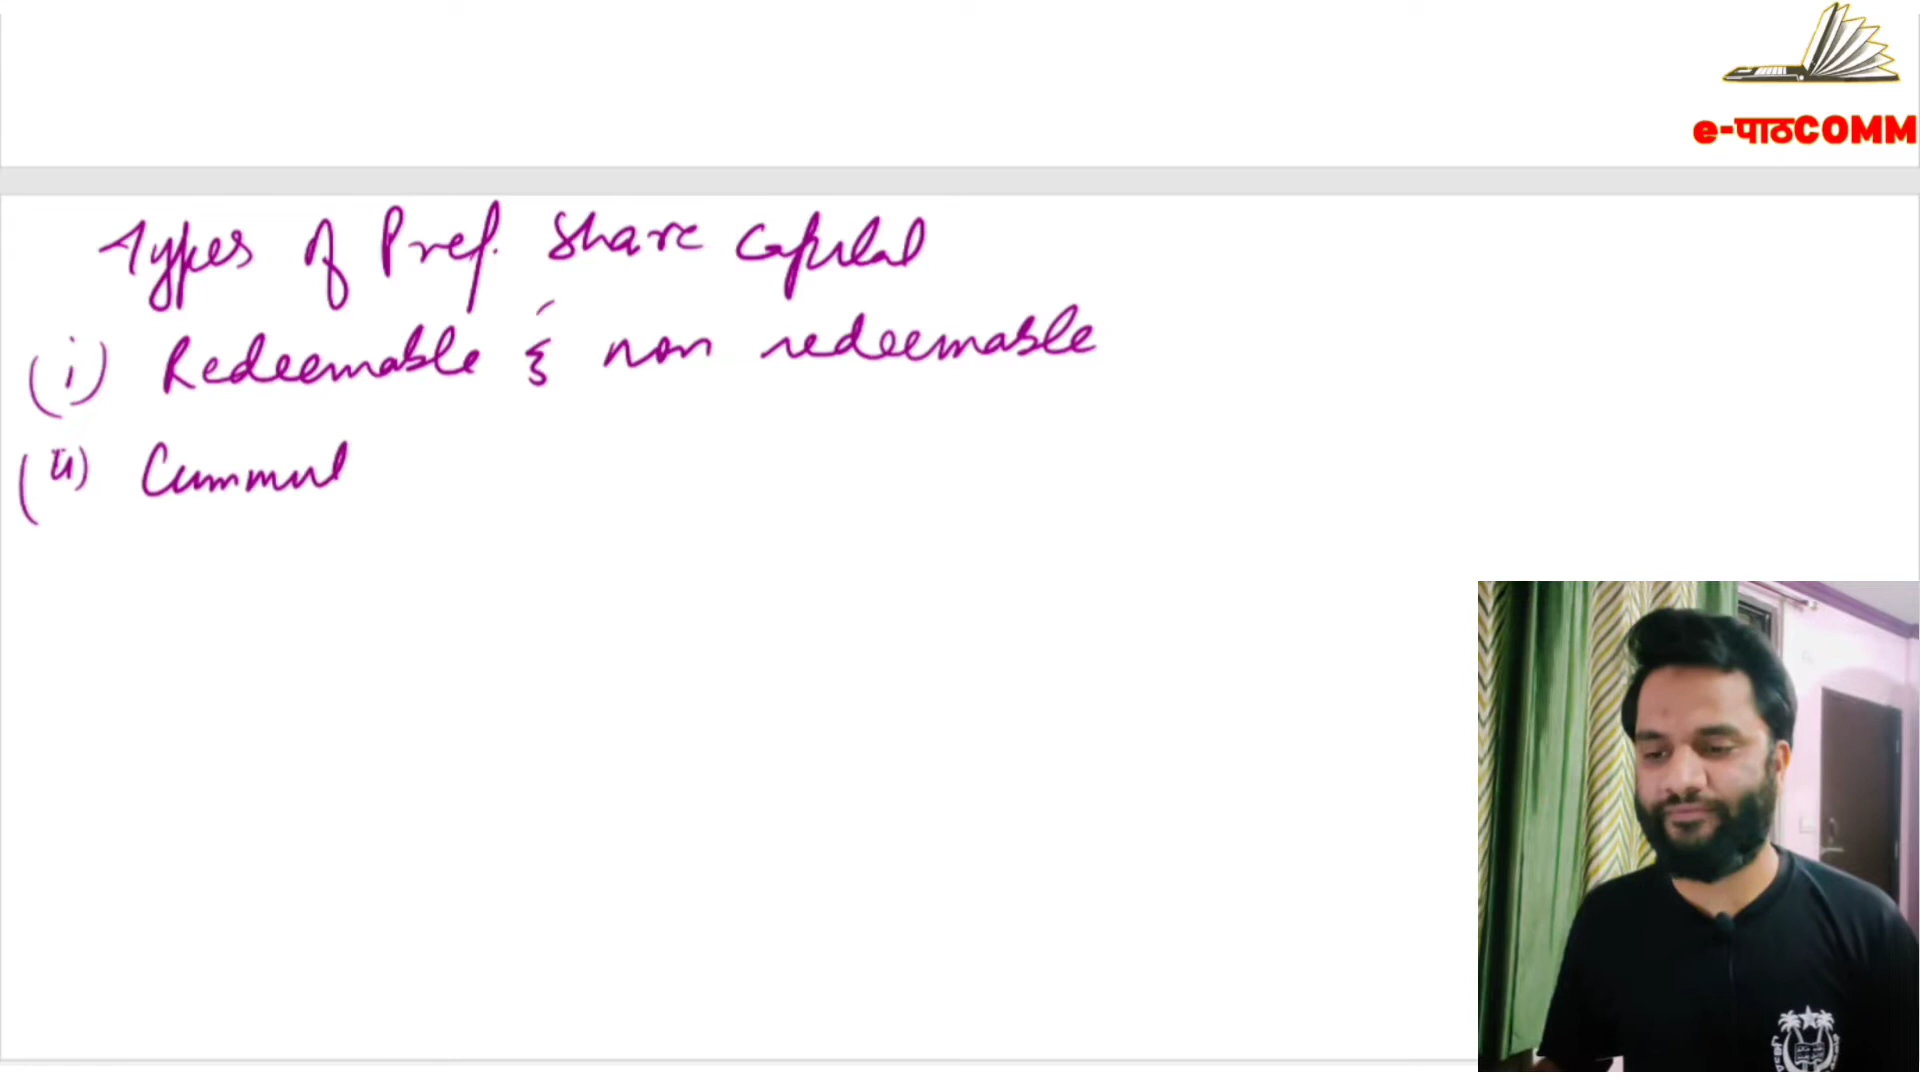 e-पाठCOMM
Types of Pref. Share Capital
(i) Redeemable & non redeemable
(ii) Cummul